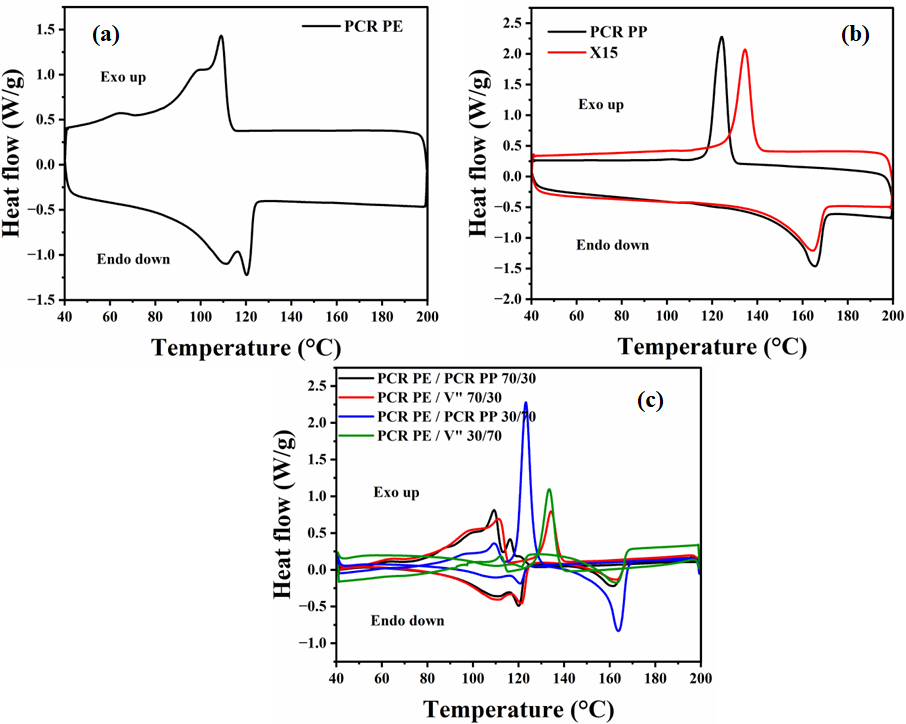 (a)
PCR PE
Exo up
Endo down
Heat flow (W/g)
1.5
1.0
0.5
0.0
−0.5
−1.0
−1.5
40 60 80 100 120 140 160 180 200
Temperature (°C)
(b)
PCR PP
X15
Exo up
Endo down
Heat flow (W/g)
2.5
2.0
1.5
1.0
0.5
0.0
−0.5
−1.0
−1.5
−2.0
40 60 80 100 120 140 160 180 200
Temperature (°C)
(c)
PCR PE / PCR PP 70/30
PCR PE / V" 70/30
PCR PE / PCR PP 30/70
PCR PE / V" 30/70
Exo up
Endo down
Heat flow (W/g)
2.5
2.0
1.5
1.0
0.5
0.0
−0.5
−1.0
40 60 80 100 120 140 160 180 200
Temperature (°C)